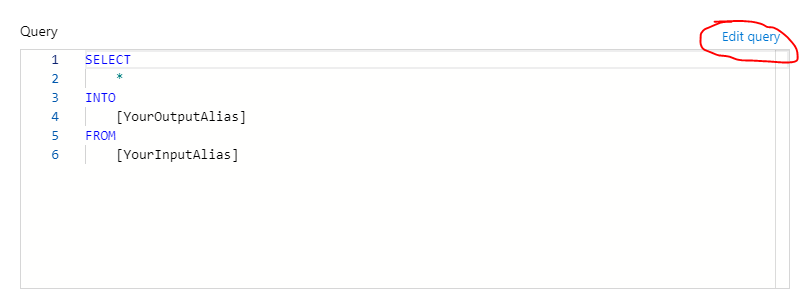 Query
Edit query
1 SELECT
2 *
3 INTO
4 [YourOutputAlias]
5 FROM
6 [YourInputAlias]